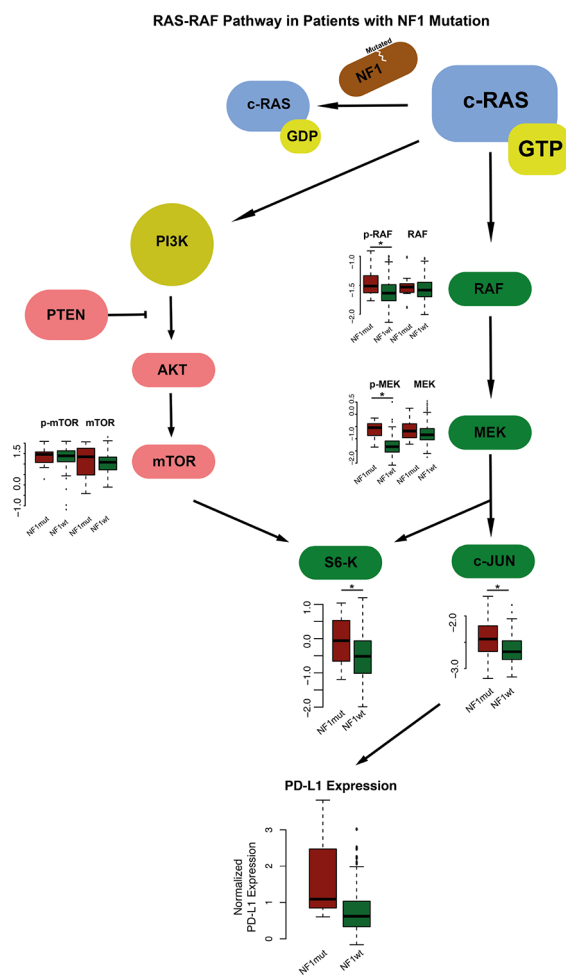 RAS-RAF Pathway in Patients with NF1 Mutation
Mutated
NF1
c-RAS
GDP
c-RAS
GTP
PI3K
p-RAF RAF
*
-1.0
-1.5
-2.0
NF1mut
NF1wt
NF1mut
NF1wt
RAF
PTEN
AKT
p-MEK MEK
*
0.5
0.0
-1.0
-2.0
NF1mut
NF1wt
NF1mut
NF1wt
MEK
p-mTOR mTOR
1.5
0.0
-1.0
NF1mut
NF1wt
NF1mut
NF1wt
mTOR
S6-K
*
1.0
0.0
-1.0
-2.0
NF1mut
NF1wt
c-JUN
*
-2.0
-3.0
NF1mut
NF1wt
PD-L1 Expression
Normalized
PD-L1 Expression
3
2
1
0
NF1mut
NF1wt